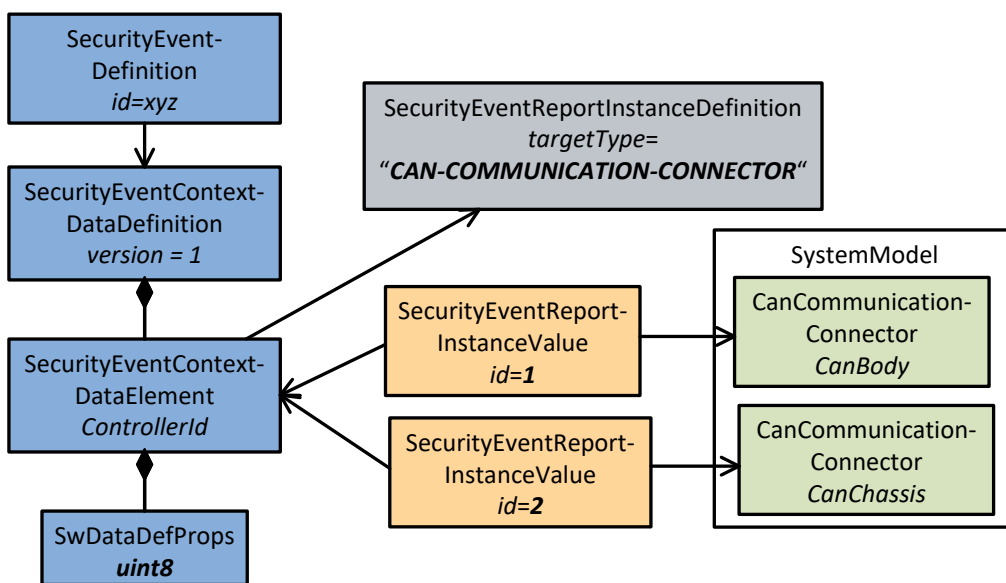 SecurityEvent-
Definition
id=xyz
SecurityEventContext-
DataDefinition
version = 1
SecurityEventContext-
DataElement
ControllerId
SwDataDefProps
uint8
SecurityEventReportInstanceDefinition
targetType=
“CAN-COMMUNICATION-CONNECTOR“
SecurityEventReport-
InstanceValue
id=1
SecurityEventReport-
InstanceValue
id=2
SystemModel
CanCommunication-
Connector
CanBody
CanCommunication-
Connector
CanChassis